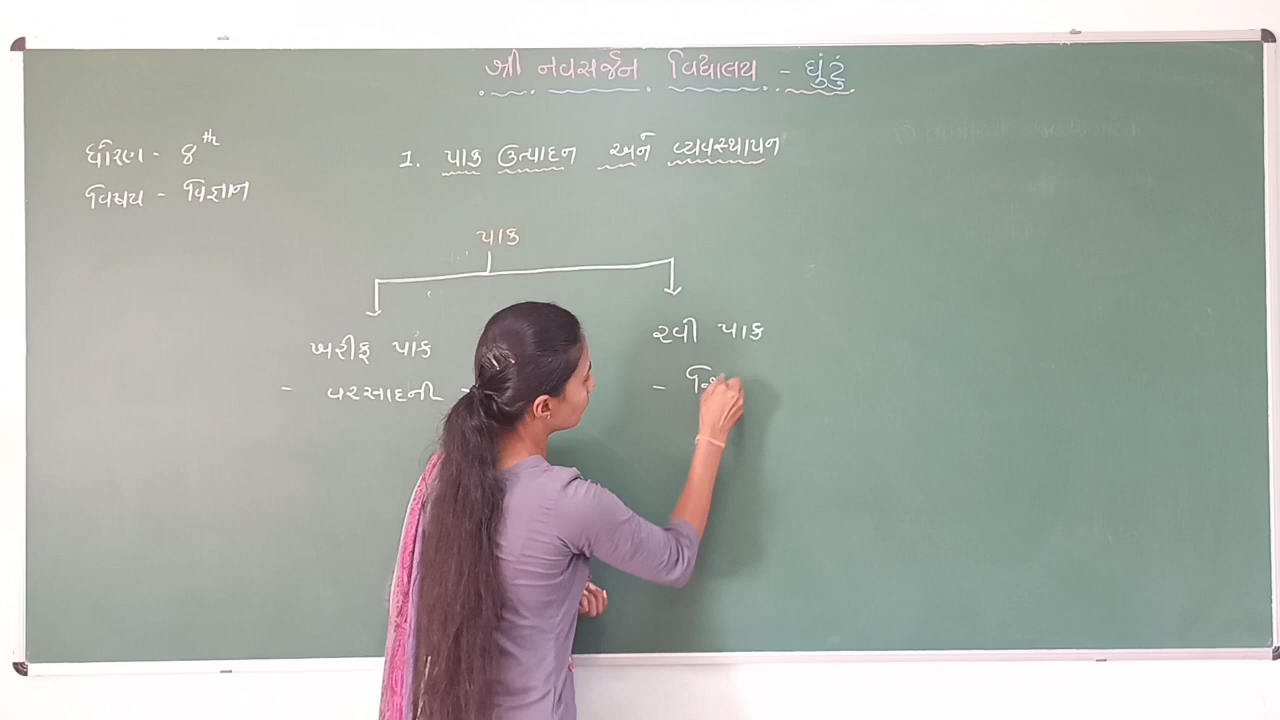 શ્રી નવસર્જન વિદ્યાલય - ઘુંટું
ધોરણ - 8th
વિષય - વિજ્ઞાન
1. પાક ઉત્પાદન અને વ્યવસ્થાપન
પાક
ખરીફ પાક
રવી પાક
- વરસાદની -
-